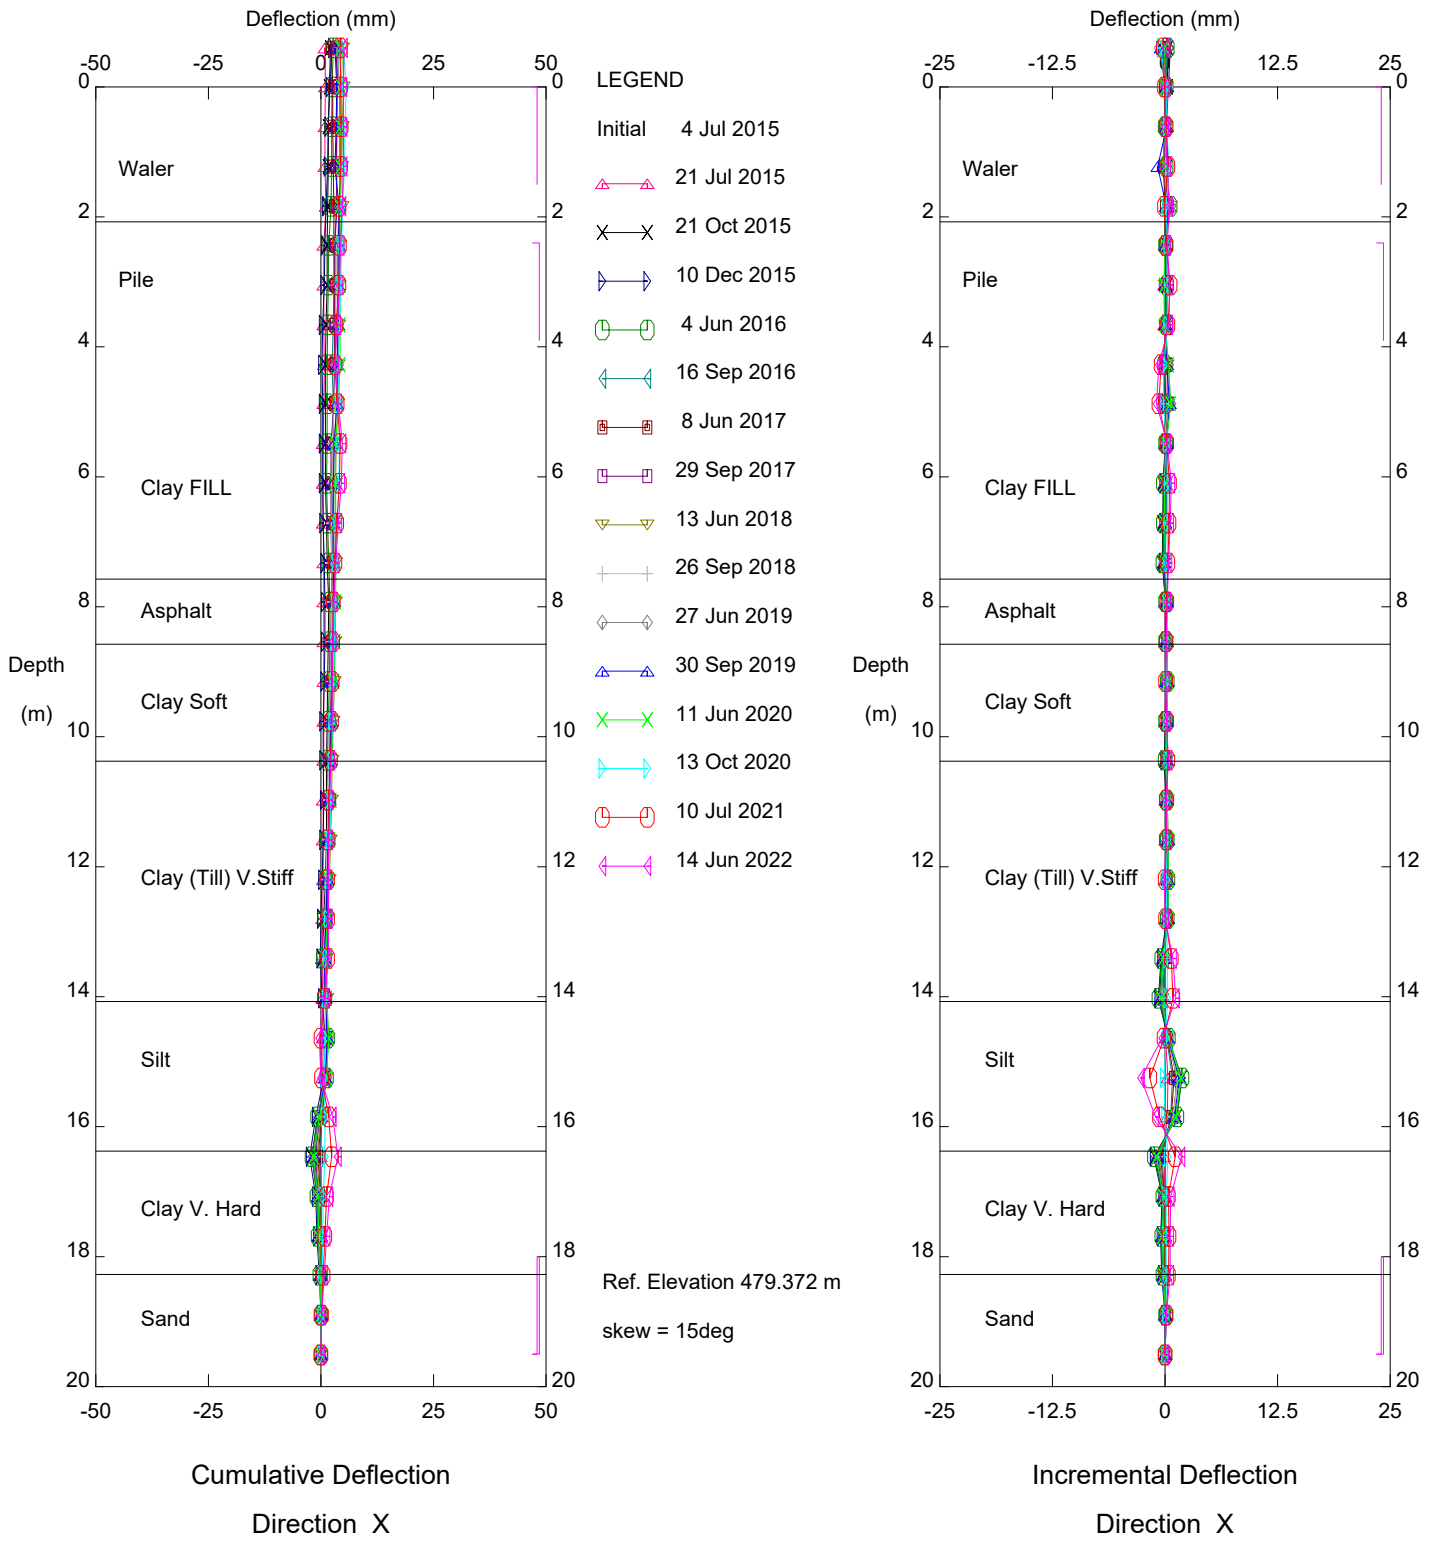 Deflection (mm)
-50 -25 0 25 50
0 0
Waler
2 2
Pile
4 4
6 6
Clay FILL
8 8
Asphalt
Depth
(m)
Clay Soft
10 10
12 12
Clay (Till) V.Stiff
14 14
Silt
16 16
Clay V. Hard
18 18
Sand
20 20
-50 -25 0 25 50
Cumulative Deflection
Direction X
LEGEND
Initial 4 Jul 2015
21 Jul 2015
21 Oct 2015
10 Dec 2015
4 Jun 2016
16 Sep 2016
8 Jun 2017
29 Sep 2017
13 Jun 2018
26 Sep 2018
27 Jun 2019
30 Sep 2019
11 Jun 2020
13 Oct 2020
10 Jul 2021
14 Jun 2022
Ref. Elevation 479.372 m
skew = 15deg
Deflection (mm)
-25 -12.5 0 12.5 25
0 0
Waler
2 2
Pile
4 4
6 6
Clay FILL
8 8
Asphalt
Depth
(m)
Clay Soft
10 10
12 12
Clay (Till) V.Stiff
14 14
Silt
16 16
Clay V. Hard
18 18
Sand
20 20
-25 -12.5 0 12.5 25
Incremental Deflection
Direction X